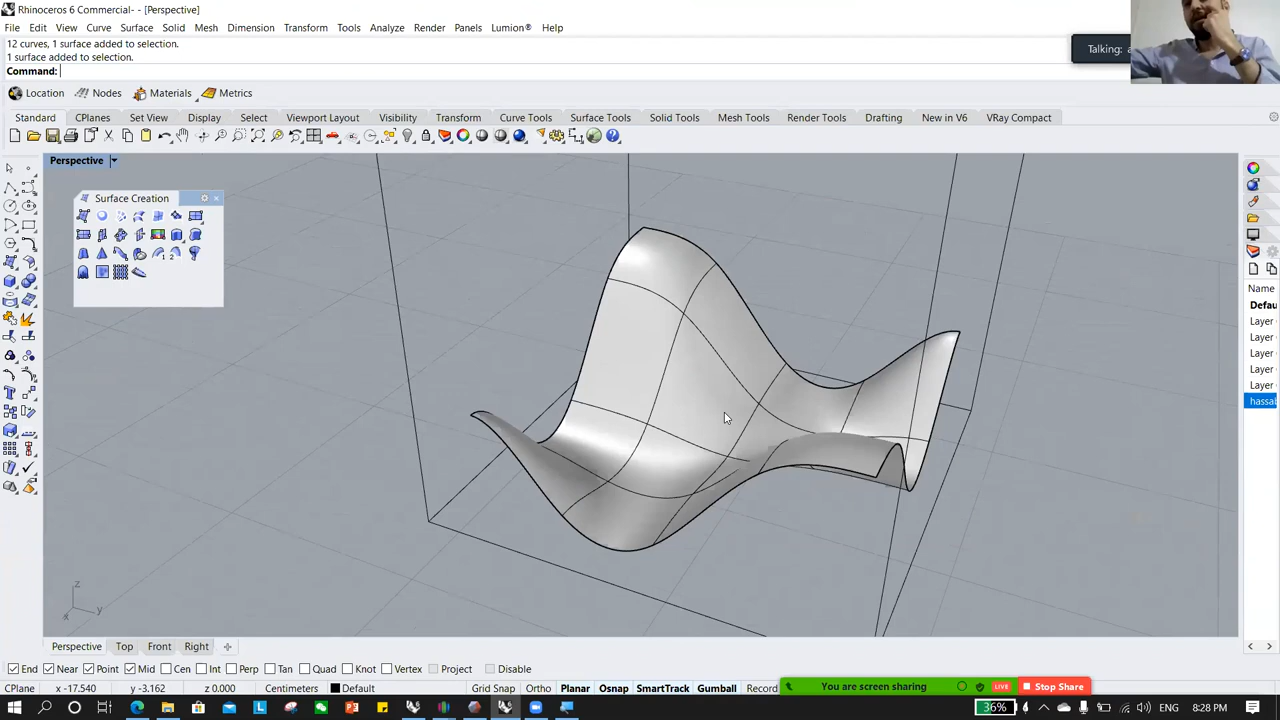 Rhinoceros 6 Commercial- - [Perspective]
File Edit View Curve Surface Solid Mesh Dimension Transform Tools Analyze Render Panels Lumion® Help
12 curves, 1 surface added to selection.
1 surface added to selection.
Command:
Talking:
Location Nodes Materials Metrics
Standard CPlanes Set View Display Select Viewport Layout Visibility Transform Curve Tools Surface Tools Solid Tools Mesh Tools Render Tools Drafting New in V6 VRay Compact
Perspective
Surface Creation
Name
Defau
Layer
Layer
Layer
Layer
Layer
hassa
z
y
x
Perspective Top Front Right
End Near Point Mid Cen Int Perp Tan Quad Knot Vertex Project Disable
CPlane x -17.540 y -3.162 z 0.000 Centimeters Default Grid Snap Ortho Planar Osnap SmartTrack Gumball Record
You are screen sharing LIVE Stop Share
36% ENG 8:28 PM